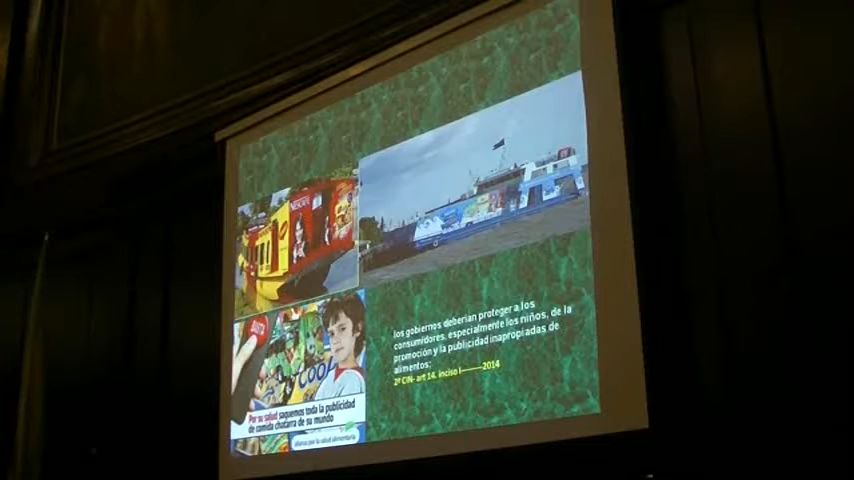 NESCAFE
los gobiernos deberían proteger a los
consumidores, especialmente los niños, de la
promoción y la publicidad inapropiadas de
alimentos;
2ª CIN- art 14. inciso I---------2014
COOL
Por su salud saquemos toda la publicidad
de comida chatarra de su mundo
alianza por la salud alimentaria